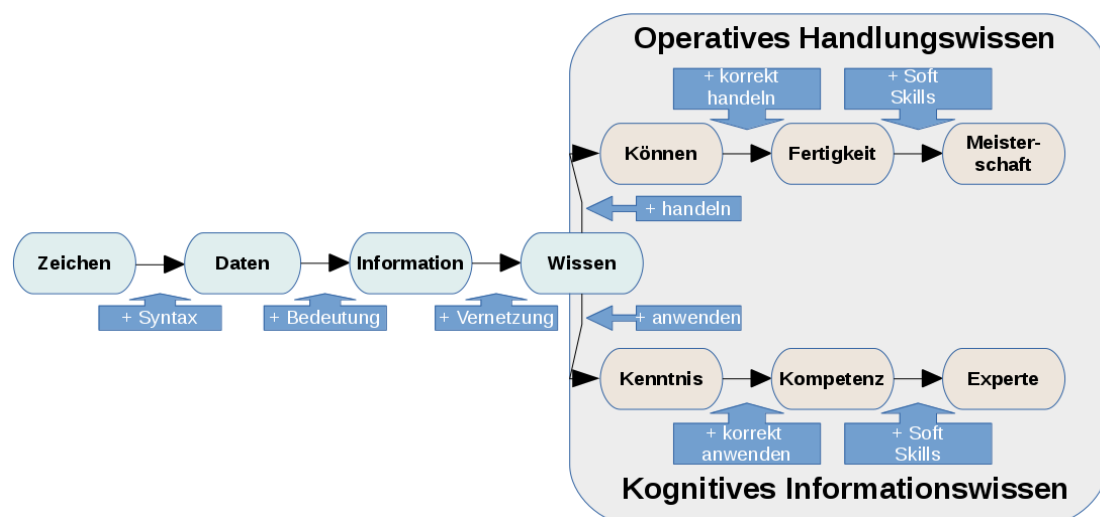 Operatives Handlungswissen
+ korrekt
handeln
+ Soft
Skills
Können
Fertigkeit
Meister-
schaft
+ handeln
Zeichen
Daten
Information
Wissen
+ Syntax
+ Bedeutung
+ Vernetzung
+ anwenden
Kenntnis
Kompetenz
Experte
+ korrekt
anwenden
+ Soft
Skills
Kognitives Informationswissen